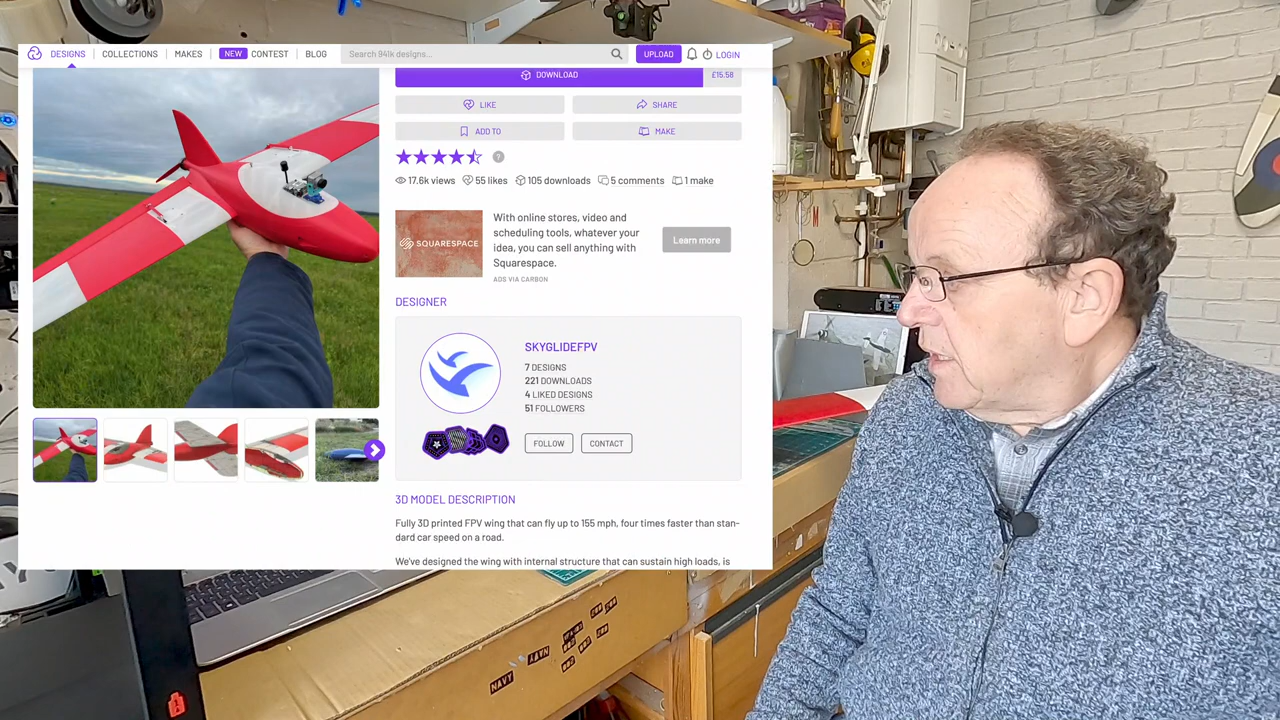 DESIGNS
COLLECTIONS
MAKES
NEW CONTEST
BLOG
Search 941k designs...
UPLOAD
LOGIN
DOWNLOAD
£15.58
LIKE
SHARE
ADD TO
MAKE
?
17.6k views
55 likes
105 downloads
5 comments
1 make
SQUARESPACE
With online stores, video and
scheduling tools, whatever your
idea, you can sell anything with
Squarespace.
Learn more
ADS VIA CARBON
DESIGNER
SKYGLIDEFPV
7 DESIGNS
221 DOWNLOADS
4 LIKED DESIGNS
51 FOLLOWERS
FOLLOW
CONTACT
3D MODEL DESCRIPTION
Fully 3D printed FPV wing that can fly up to 155 mph, four times faster than stan-
dard car speed on a road.
We've designed the wing with internal structure that can sustain high loads, is
NAVY